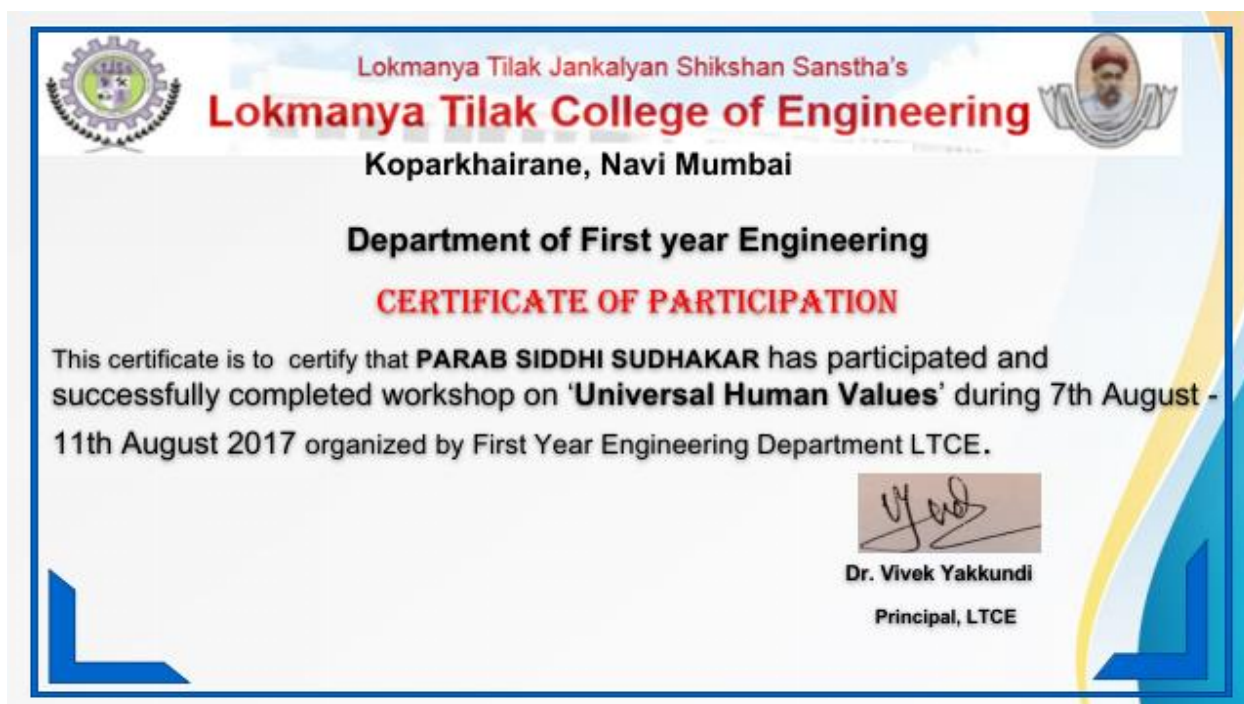 Lokmanya Tilak Jankalyan Shikshan Sanstha's
Lokmanya Tilak College of Engineering
Koparkhairane, Navi Mumbai
Department of First year Engineering
CERTIFICATE OF PARTICIPATION
This certificate is to certify that PARAB SIDDHI SUDHAKAR has participated and
successfully completed workshop on ‘Universal Human Values’ during 7th August -
11th August 2017 organized by First Year Engineering Department LTCE.
Dr. Vivek Yakkundi
Principal, LTCE